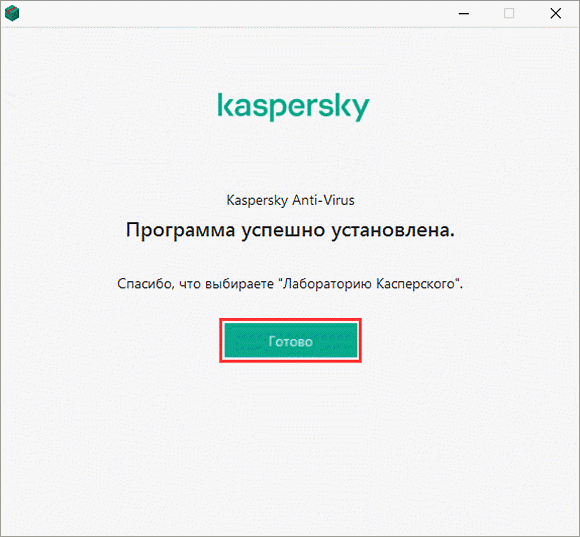 kaspersky
Kaspersky Anti-Virus
Программа успешно установлена.
Спасибо, что выбираете "Лабораторию Касперского".
Готово